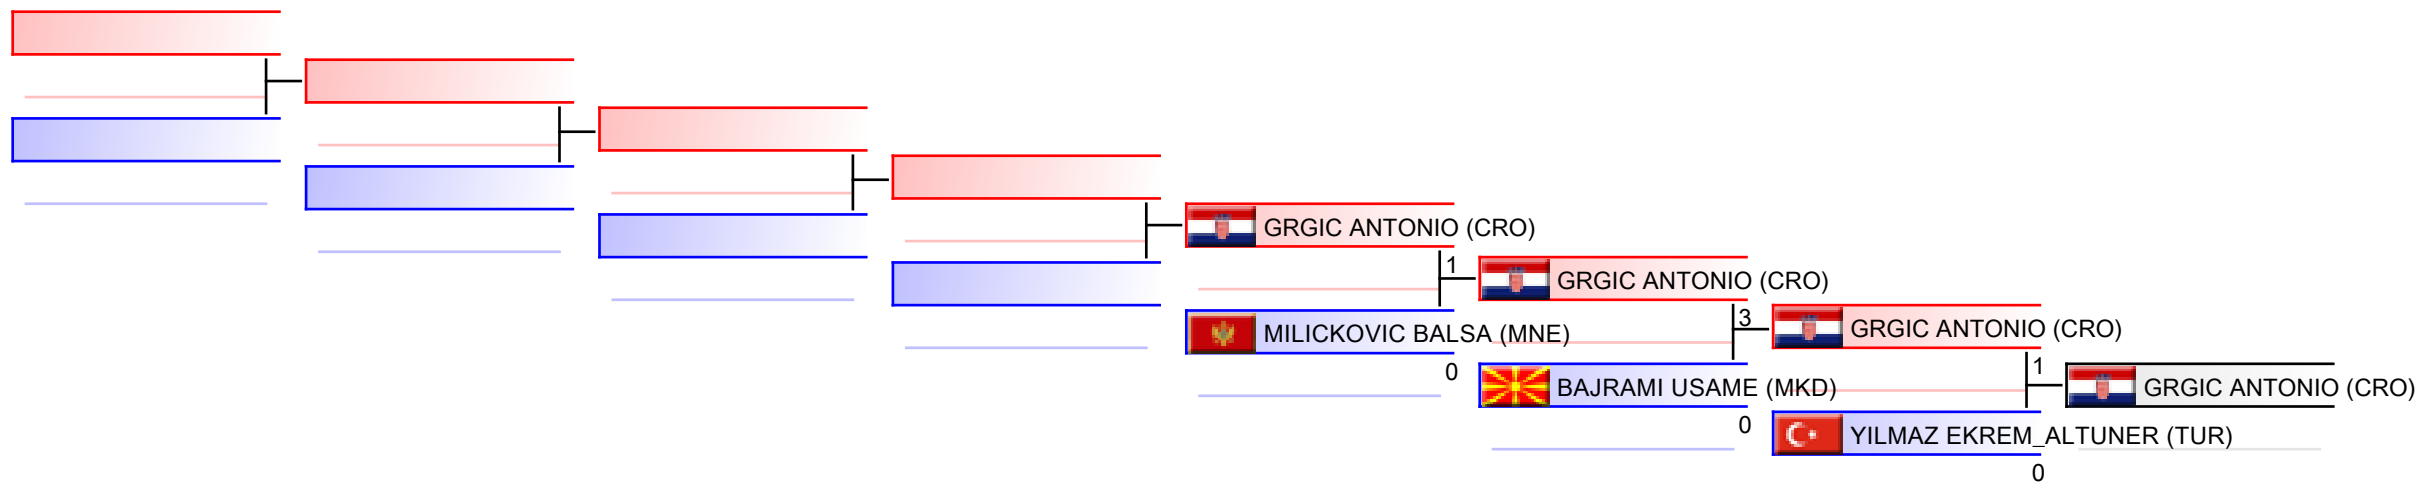 GRGIC ANTONIO (CRO)
1
GRGIC ANTONIO (CRO)
MILICKOVIC BALSA (MNE)
0
3
GRGIC ANTONIO (CRO)
BAJRAMI USAME (MKD)
0
1
GRGIC ANTONIO (CRO)
YILMAZ EKREM_ALTUNER (TUR)
0